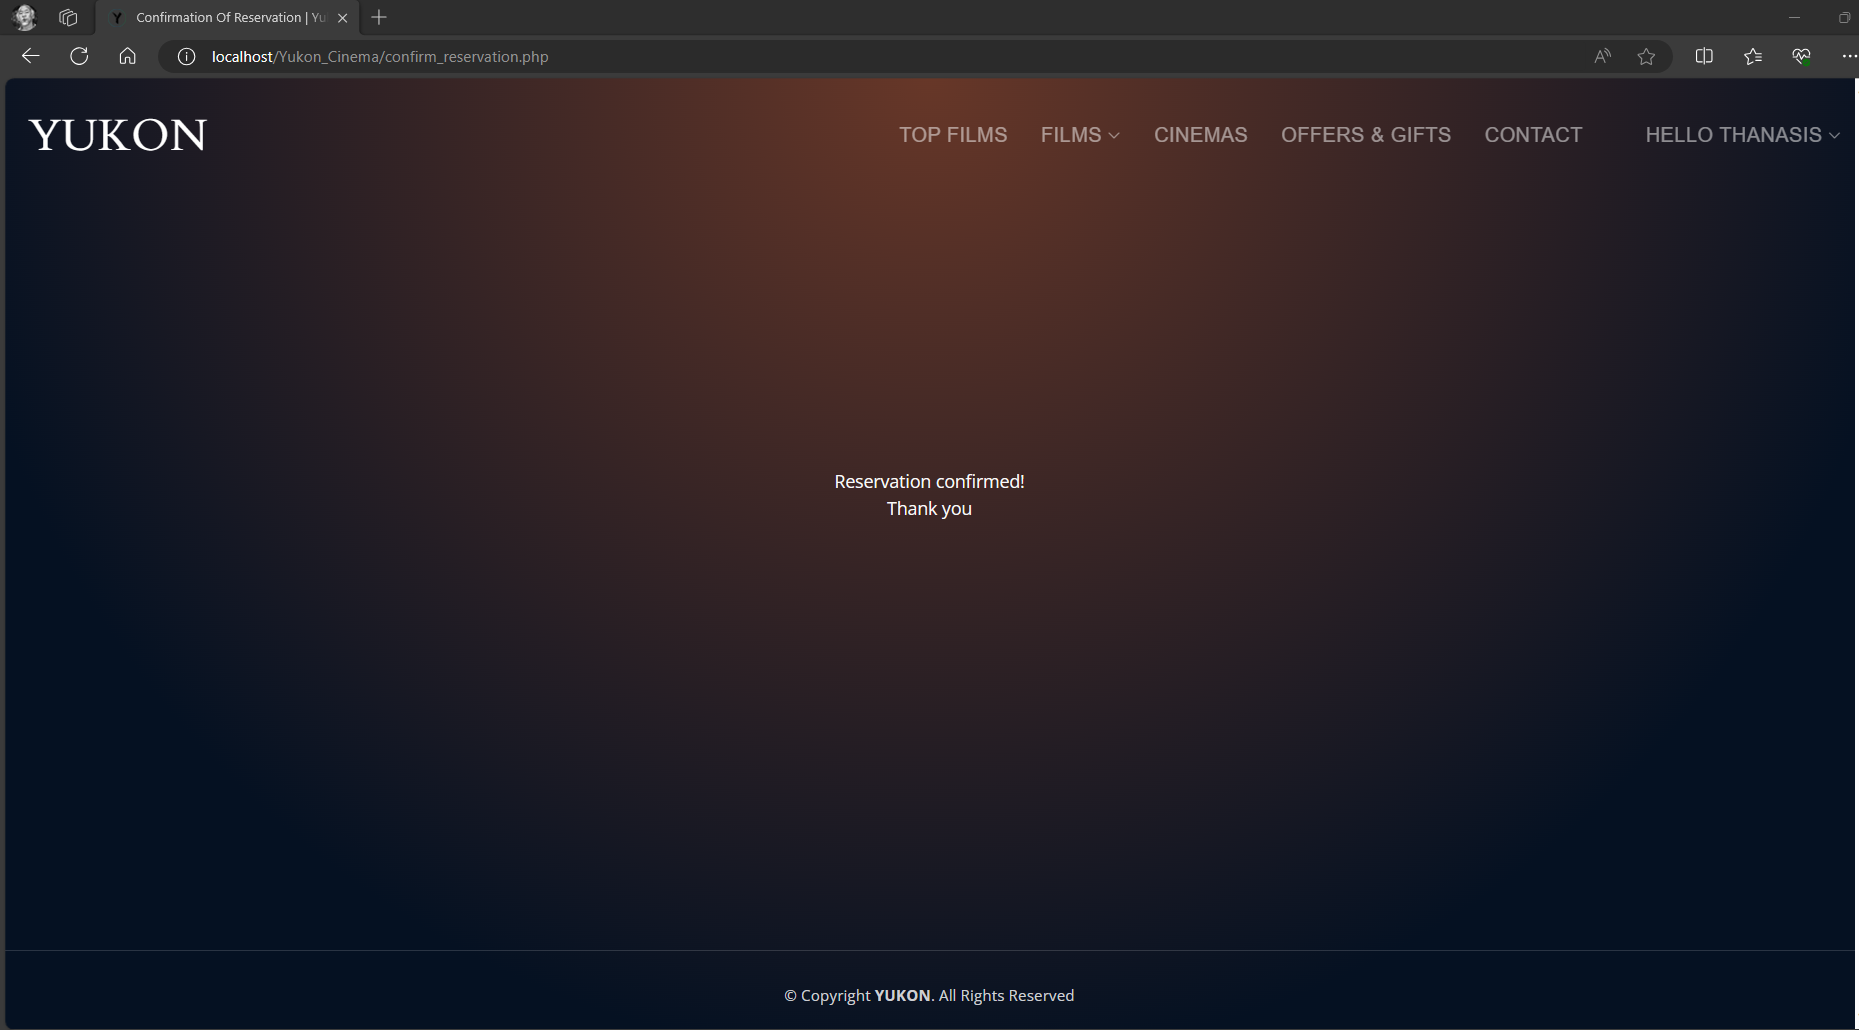 Confirmation Of Reservation | Yu
localhost/Yukon_Cinema/confirm_reservation.php
YUKON
TOP FILMS FILMS CINEMAS OFFERS & GIFTS CONTACT HELLO THANASIS
Reservation confirmed!
Thank you
© Copyright YUKON. All Rights Reserved